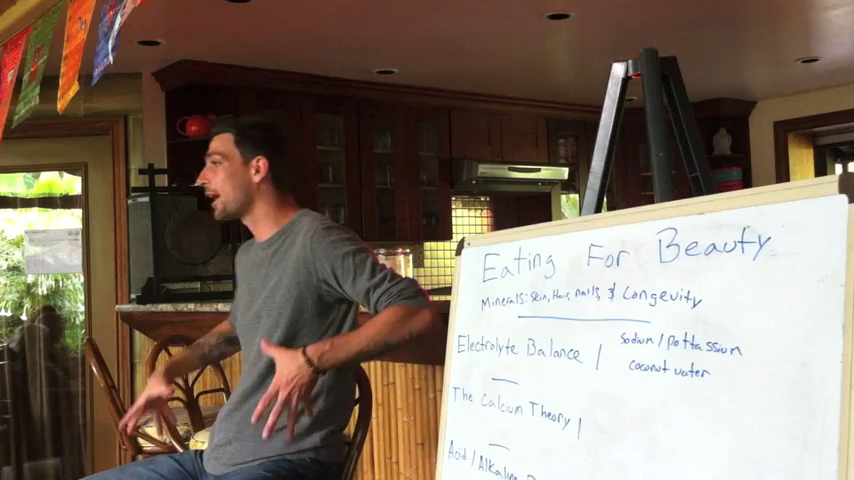 Eating For Beauty
Minerals: Skin, Hair, nails, & Longevity
Electrolyte Balance |
Sodium / Pottassium
coconut water
The Calcium Theory |
Acid / Alkaline